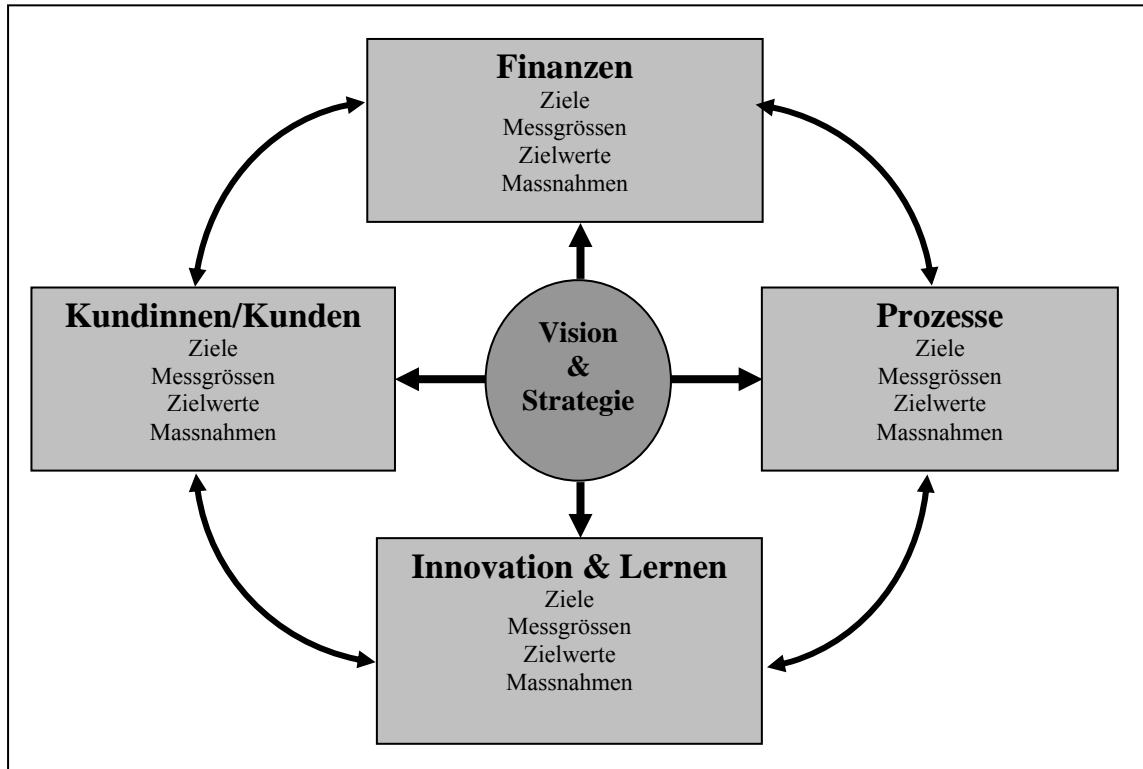 Finanzen
Ziele
Messgrössen
Zielwerte
Massnahmen
Kundinnen/Kunden
Ziele
Messgrössen
Zielwerte
Massnahmen
Vision
&
Strategie
Prozesse
Ziele
Messgrössen
Zielwerte
Massnahmen
Innovation & Lernen
Ziele
Messgrössen
Zielwerte
Massnahmen